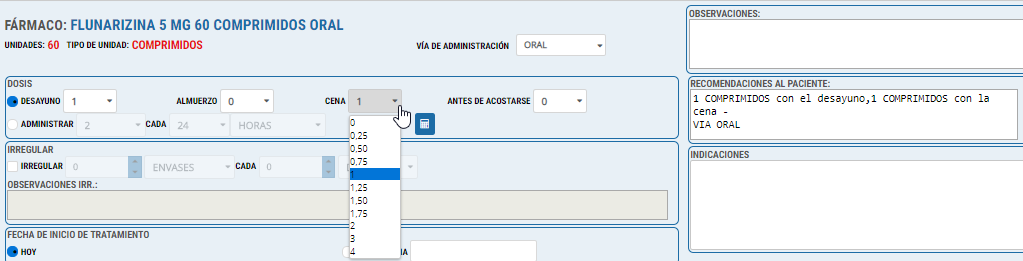 FÁRMACO: FLUNARIZINA 5 MG 60 COMPRIMIDOS ORAL
UNIDADES: 60 TIPO DE UNIDAD: COMPRIMIDOS
VÍA DE ADMINISTRACIÓN ORAL
DOSIS
DESAYUNO 1 ALMUERZO 0 CENA 1 ANTES DE ACOSTARSE 0
ADMINISTRAR 2 CADA 24 HORAS
0
0,25
0,50
0,75
1
1,25
1,50
1,75
2
3
4
IRREGULAR
IRREGULAR 0 ENVASES CADA 0
OBSERVACIONES IRR.:
FECHA DE INICIO DE TRATAMIENTO
HOY
OBSERVACIONES:
RECOMENDACIONES AL PACIENTE:
1 COMPRIMIDOS con el desayuno,1 COMPRIMIDOS con la
cena -
VIA ORAL
INDICACIONES